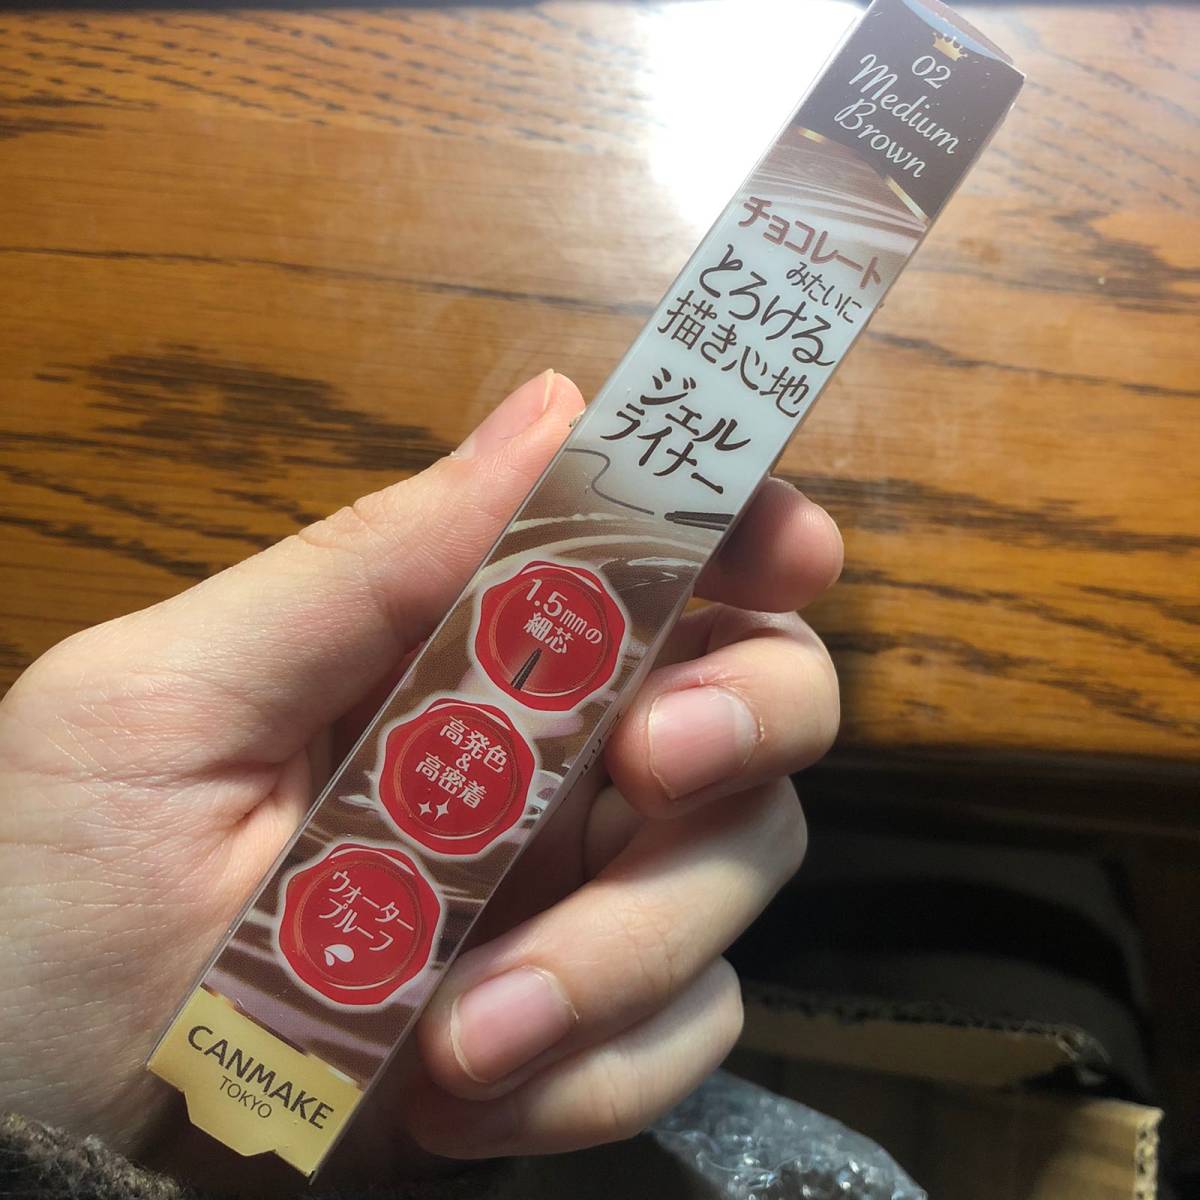 02
Medium
Brown
チョコレート
みたいに
とろける
描き心地
ジェル
ライナー
1.5mmの
細芯
高発色
&
高密着
ウォーター
プルーフ
CANMAKE
TOKYO